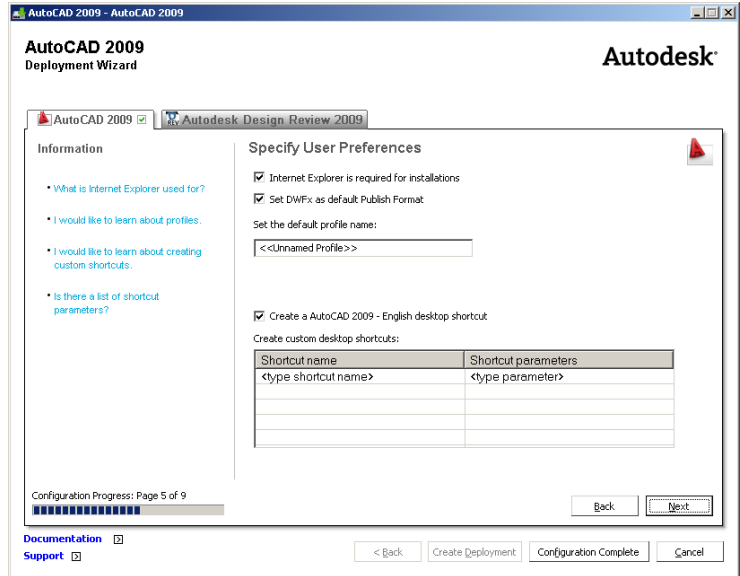 AutoCAD 2009 - AutoCAD 2009
AutoCAD 2009
Deployment Wizard
Autodesk
AutoCAD 2009
REV
Autodesk Design Review 2009
Information
• What is Internet Explorer used for?
• I would like to learn about profiles.
• I would like to learn about creating
custom shortcuts.
• Is there a list of shortcut
parameters?
Specify User Preferences
Internet Explorer is required for installations
Set DWFx as default Publish Format
Set the default profile name:
<<Unnamed Profile>>
Create a AutoCAD 2009 - English desktop shortcut
Create custom desktop shortcuts:
Shortcut name Shortcut parameters
<type shortcut name> <type parameter>
Configuration Progress: Page 5 of 9
Back Next
Documentation
Support
< Back Create Deployment Configuration Complete Cancel